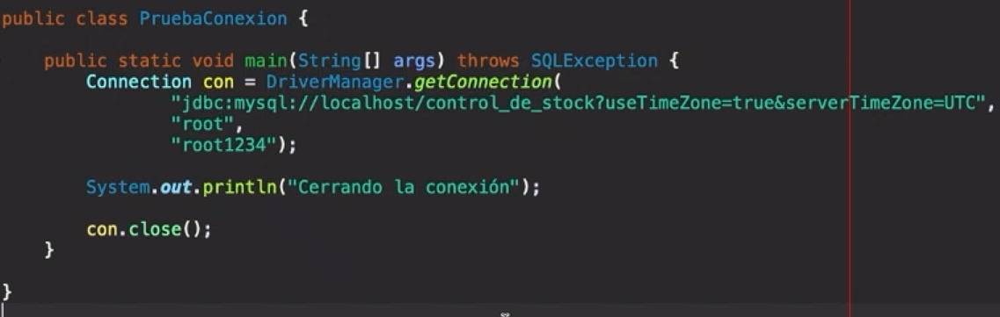 public class PruebaConexion {
public static void main(String[] args) throws SQLException {
Connection con = DriverManager.getConnection(
"jdbc:mysql://localhost/control_de_stock?useTimeZone=true&serverTimeZone=UTC",
"root",
"root1234");
System.out.println("Cerrando la conexión");
con.close();
}
}